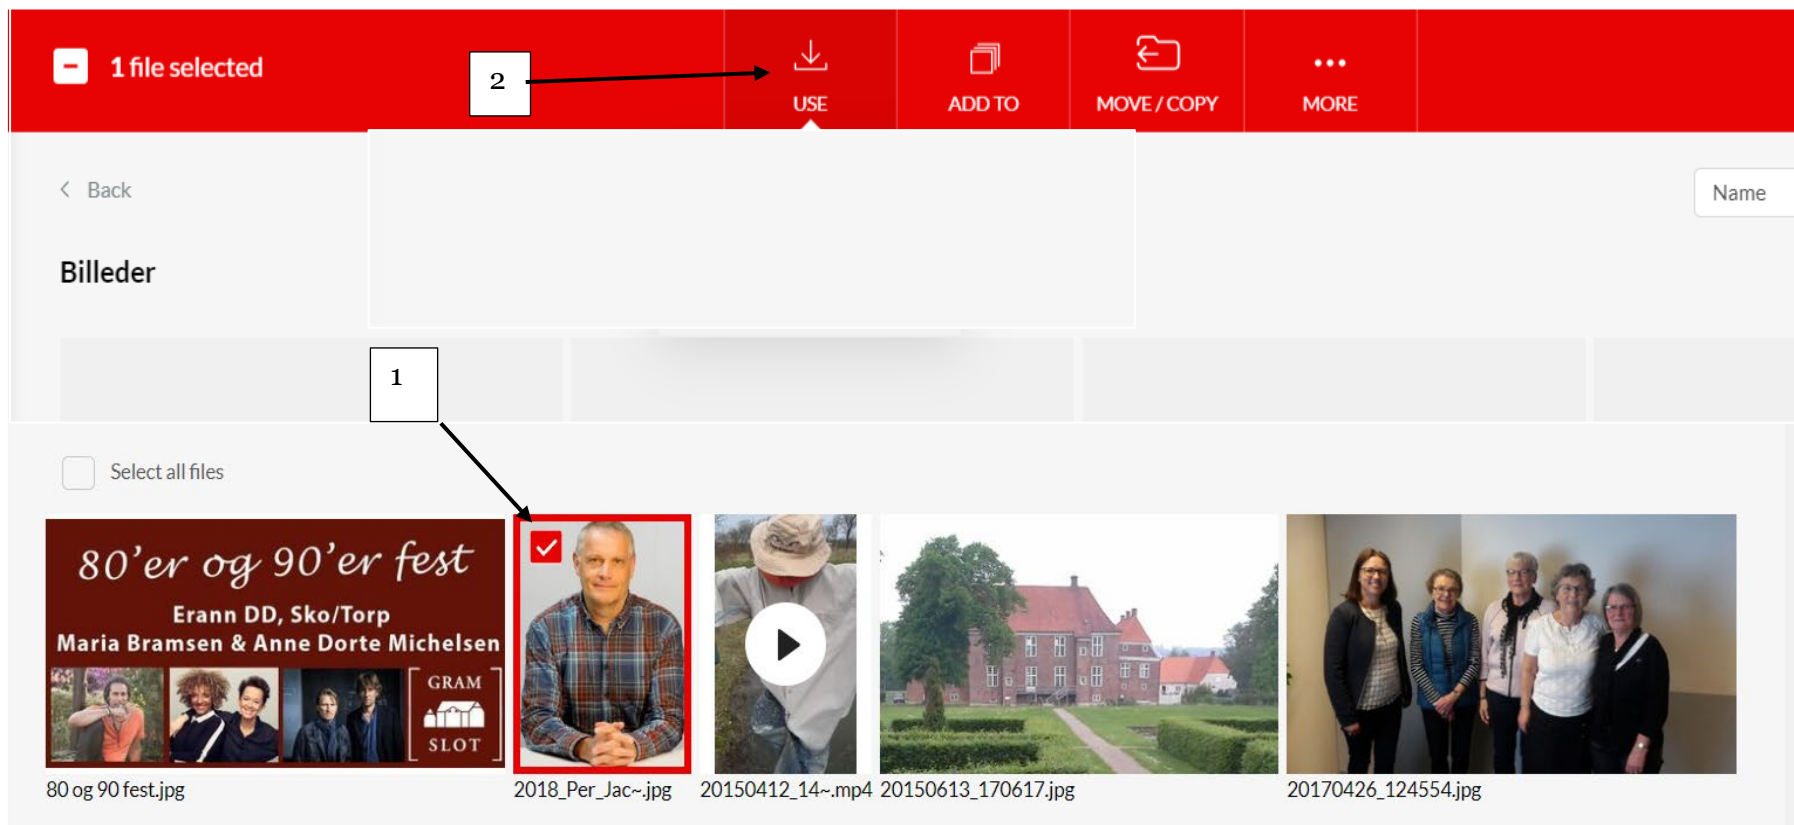 1 file selected
2
USE
ADD TO
MOVE / COPY
MORE
Back
Name
Billeder
1
Select all files
80'er og 90'er fest
Erann DD, Sko/Torp
Maria Bramsen & Anne Dorte Michelsen
GRAM
SLOT
80 og 90 fest.jpg
2018_Per_Jac~.jpg
20150412_14~.mp4
20150613_170617.jpg
20170426_124554.jpg